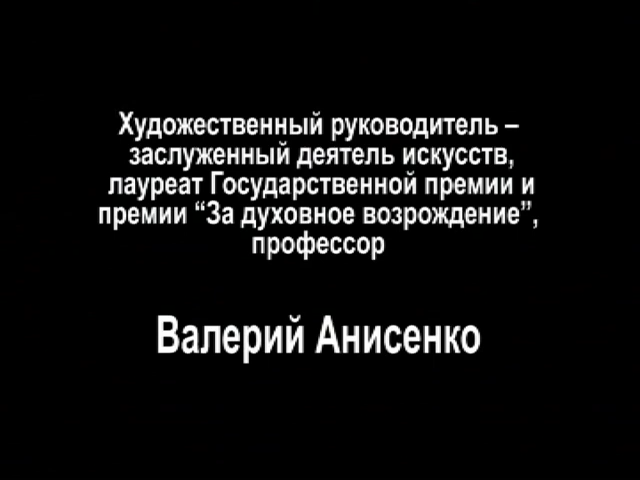 Художественный руководитель –
заслуженный деятель искусств,
лауреат Государственной премии и
премии “За духовное возрождение”,
профессор
Валерий Анисенко